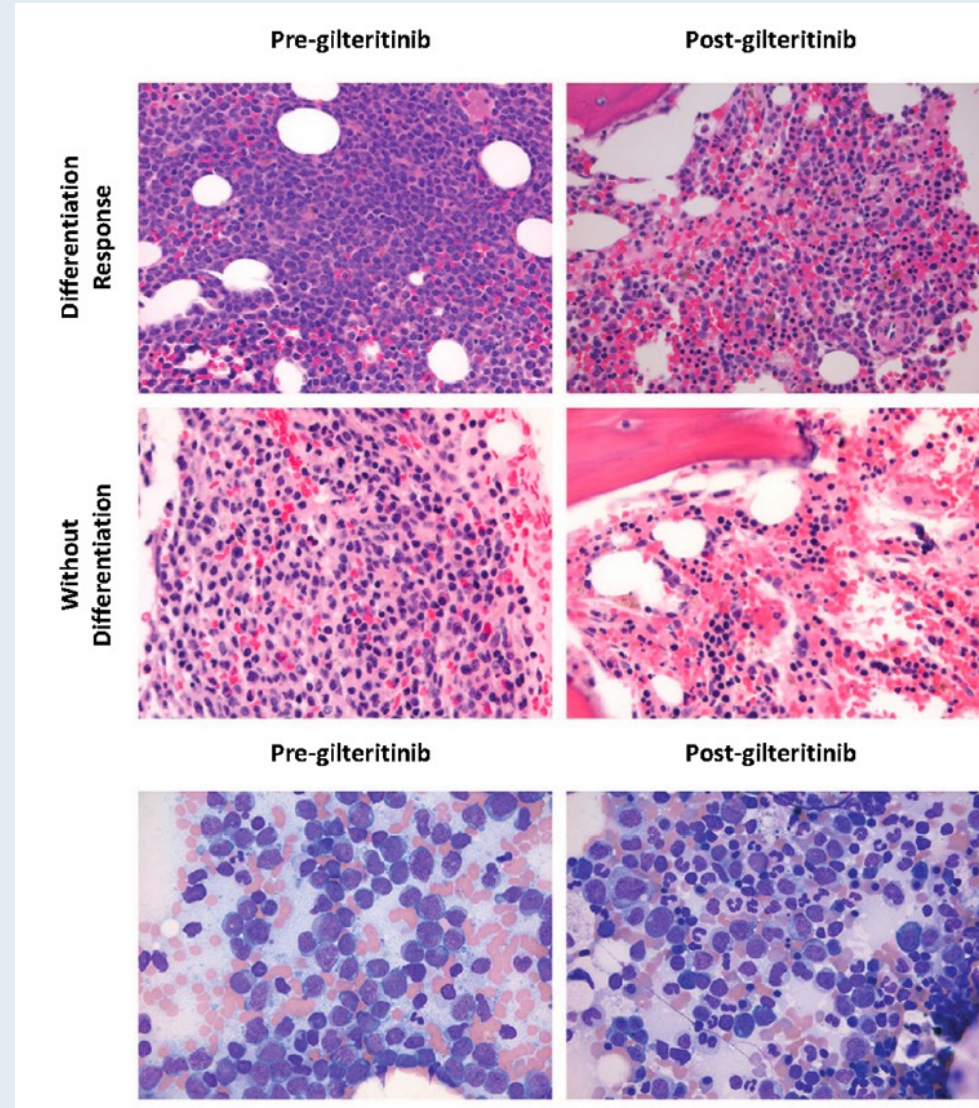 Pre-gilteritinib
Post-gilteritinib
Differentiation
Response
Without
Differentiation
Pre-gilteritinib
Post-gilteritinib